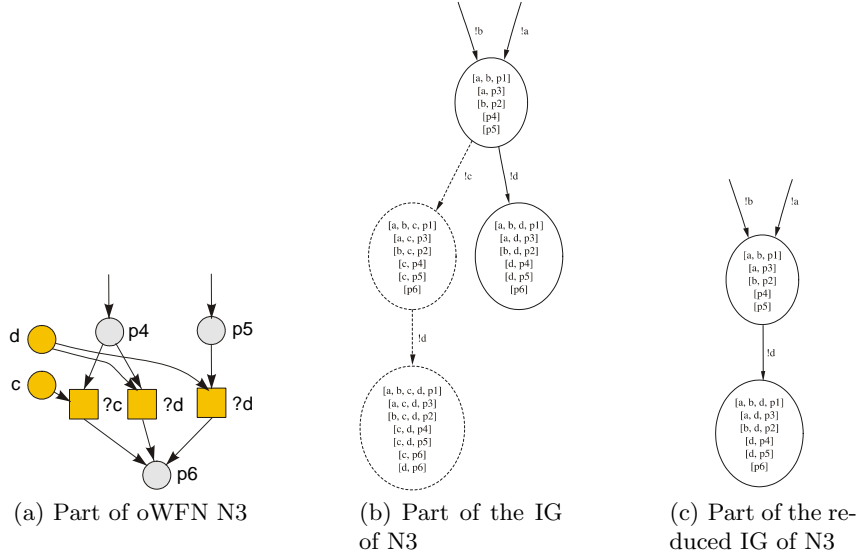 !b
!a
[a, b, p1]
[a, p3]
[b, p2]
[p4]
[p5]
!c
!d
[a, b, c, p1]
[a, c, p3]
[b, c, p2]
[c, p4]
[c, p5]
[p6]
[a, b, d, p1]
[a, d, p3]
[b, d, p2]
[d, p4]
[d, p5]
[p6]
!d
[a, b, c, d, p1]
[a, c, d, p3]
[b, c, d, p2]
[c, d, p4]
[c, d, p5]
[c, p6]
[d, p6]
d
p4
p5
c
?c
?d
?d
p6
!b
!a
[a, b, p1]
[a, p3]
[b, p2]
[p4]
[p5]
!d
[a, b, d, p1]
[a, d, p3]
[b, d, p2]
[d, p4]
[d, p5]
[p6]
(a) Part of oWFN N3
(b) Part of the IG
of N3
(c) Part of the re-
duced IG of N3